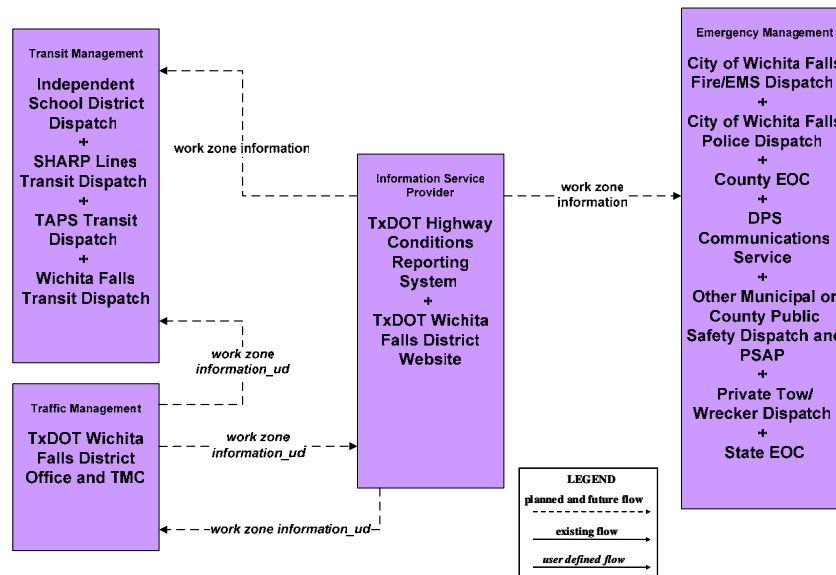 Transit Management
Independent
School District
Dispatch
+
SHARP Lines
Transit Dispatch
+
TAPS Transit
Dispatch
+
Wichita Falls
Transit Dispatch
work zone information
Information Service
Provider
TxDOT Highway
Conditions
Reporting
System
+
TxDOT Wichita
Falls District
Website
work zone
information
Emergency Management
City of Wichita Falls
Fire/EMS Dispatch
+
City of Wichita Falls
Police Dispatch
+
County EOC
+
DPS
Communications
Service
+
Other Municipal or
County Public
Safety Dispatch and
PSAP
+
Private Tow/
Wrecker Dispatch
+
State EOC
work zone
information_ud
Traffic Management
TxDOT Wichita
Falls District
Office and TMC
work zone
information_ud
work zone information_ud
LEGEND
planned and future flow
existing flow
user defined flow